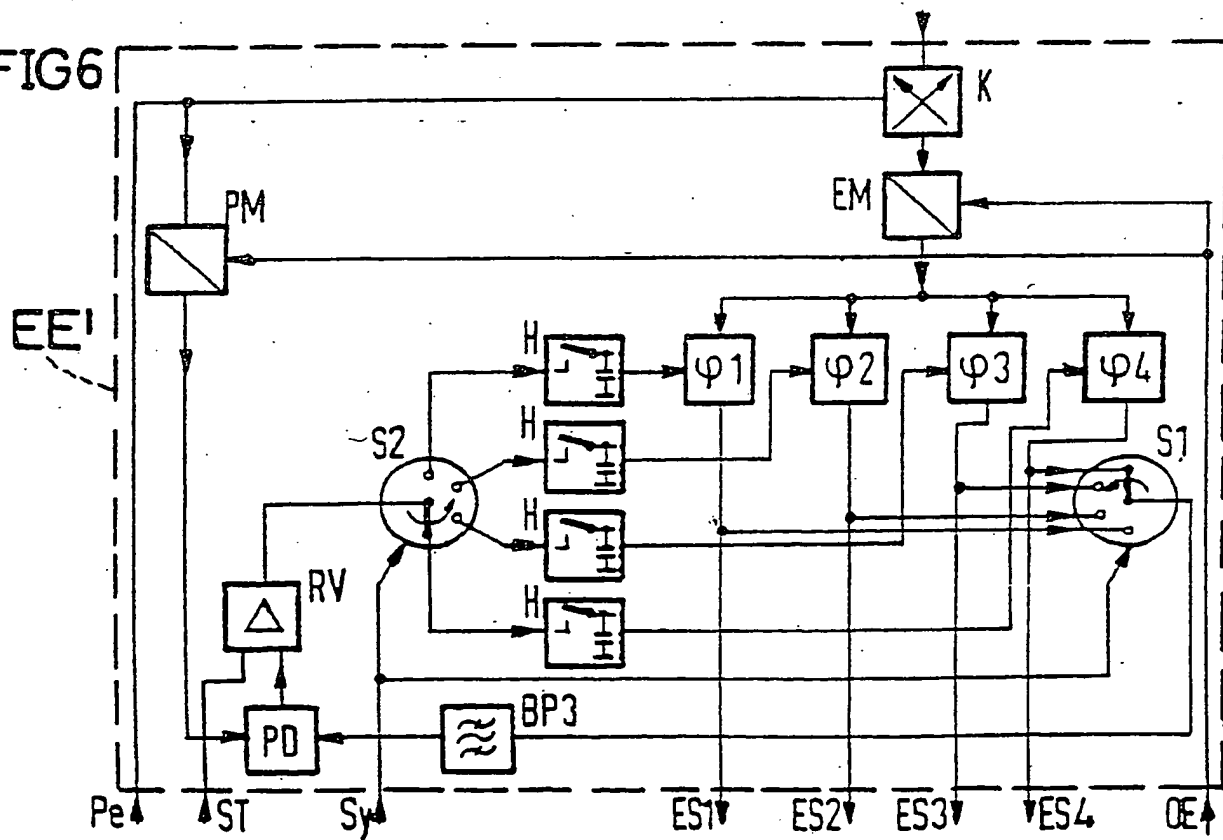 FIG6
K
PM
EM
EE'
H
φ1
φ2
φ3
φ4
H
S2
S1
H
RV
H
BP3
PD
Pe
ST
Sy
ES1
ES2
ES3
ES4
OE